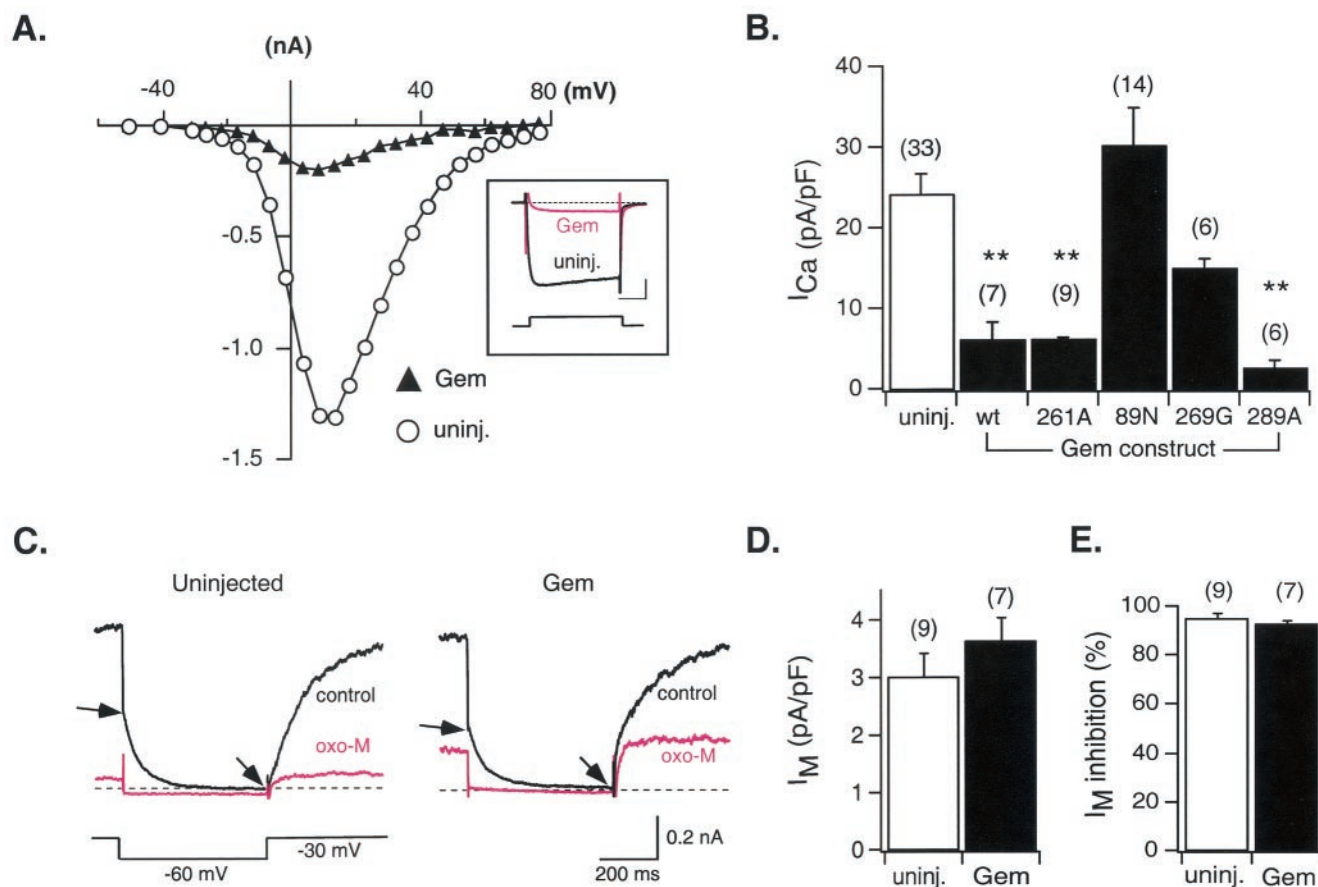 A.
(nA)
-40 40 80 (mV)
-0.5
-1.0
-1.5
Gem
uninj.
Gem
uninj.
B.
I_Ca (pA/pF)
40
30
20
10
0
(33)
** (7)
** (9)
(14)
(6)
** (6)
uninj. wt 261A 89N 269G 289A
Gem construct
C.
Uninjected
control
oxo-M
-60 mV
-30 mV
Gem
control
oxo-M
0.2 nA
200 ms
D.
I_M (pA/pF)
4
3
2
1
0
(9)
(7)
uninj. Gem
E.
I_M inhibition (%)
100
80
60
40
20
0
(9)
(7)
uninj. Gem